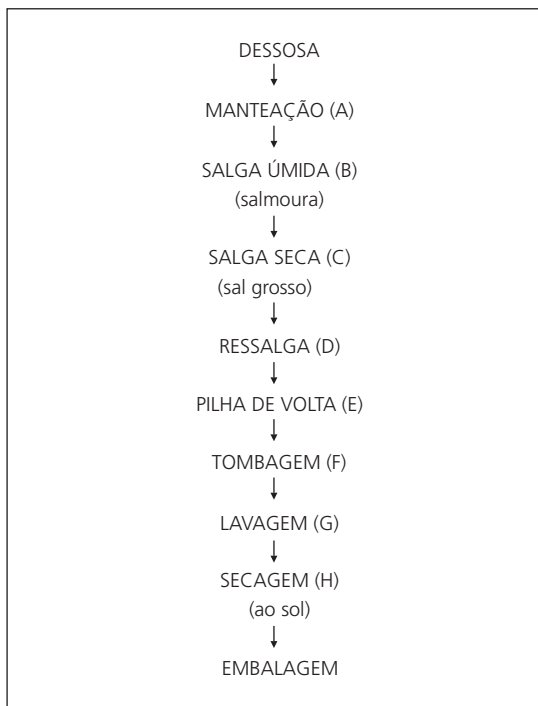 DESSOSA
MANTEAÇÃO (A)
SALGA ÚMIDA (B)
(salmoura)
SALGA SECA (C)
(sal grosso)
RESSALGA (D)
PILHA DE VOLTA (E)
TOMBAGEM (F)
LAVAGEM (G)
SECAGEM (H)
(ao sol)
EMBALAGEM